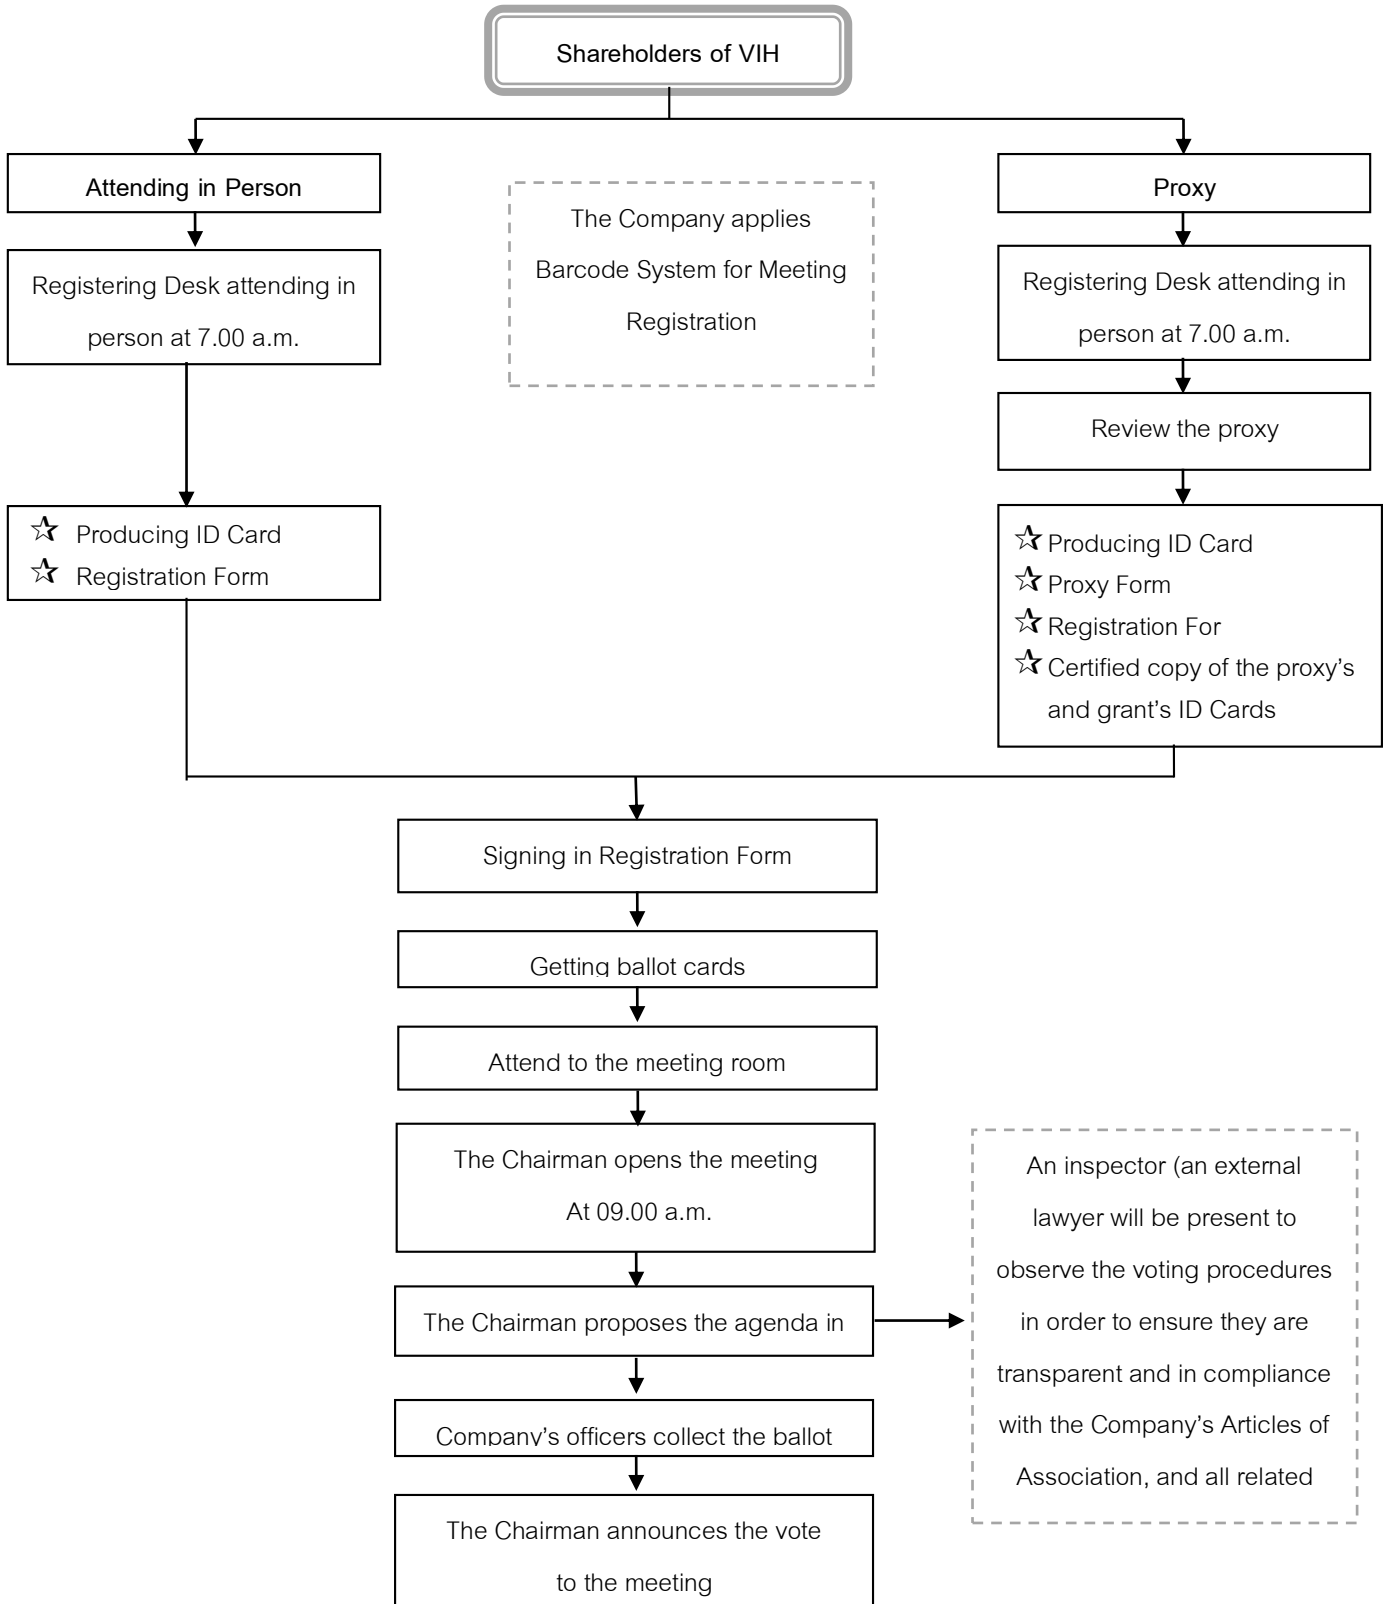 Shareholders of VIH
Attending in Person
Registering Desk attending in
person at 7.00 a.m.
☆ Producing ID Card
☆ Registration Form
The Company applies
Barcode System for Meeting
Registration
Proxy
Registering Desk attending in
person at 7.00 a.m.
Review the proxy
☆ Producing ID Card
☆ Proxy Form
☆ Registration For
☆ Certified copy of the proxy’s
and grant’s ID Cards
Signing in Registration Form
Getting ballot cards
Attend to the meeting room
The Chairman opens the meeting
At 09.00 a.m.
The Chairman proposes the agenda in
An inspector (an external
lawyer will be present to
observe the voting procedures
in order to ensure they are
transparent and in compliance
with the Company’s Articles of
Association, and all related
Company’s officers collect the ballot
The Chairman announces the vote
to the meeting